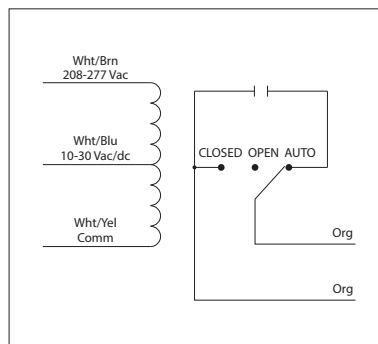 Wht/Brn
208-277 Vac
Wht/Blu
10-30 Vac/dc
Wht/Yel
Comm
CLOSED OPEN AUTO
Org
Org